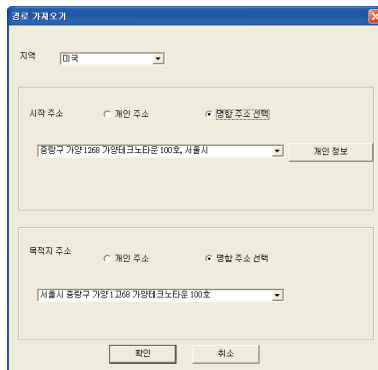 경로 가져오기
지역 미국
시작 주소 개인 주소 명함 주소 선택
중랑구 가양 1268 가양테크노타운 100호, 서울시 개인 정보
목적지 주소 개인 주소 명함 주소 선택
서울시 중랑구 가양 1고68 가양테크노타운 100호
확인 취소